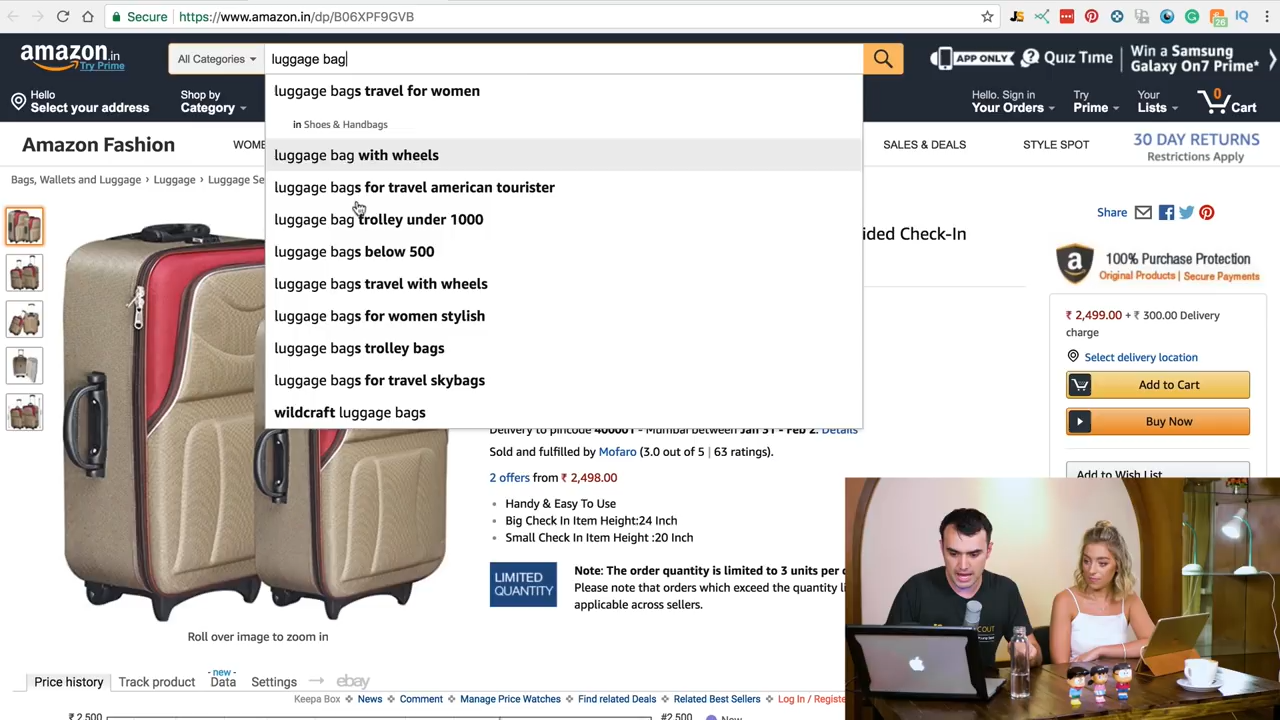 Secure
https://www.amazon.in/dp/B06XPF9GVB
26
amazon.in
Try Prime
All Categories
luggage bag
APP ONLY
Quiz Time
Win a Samsung
Galaxy On7 Prime*
Hello
Select your address
Shop by
Category
Hello. Sign in
Your Orders
Try
Prime
Your
Lists
0
Cart
luggage bags travel for women
in Shoes & Handbags
luggage bag with wheels
luggage bags for travel american tourister
luggage bag trolley under 1000
luggage bags below 500
luggage bags travel with wheels
luggage bags for women stylish
luggage bags trolley bags
luggage bags for travel skybags
wildcraft luggage bags
Amazon Fashion
WOME
SALES & DEALS
STYLE SPOT
30 DAY RETURNS
Restrictions Apply
Bags, Wallets and Luggage › Luggage › Luggage Se
ided Check-In
Share
100% Purchase Protection
Original Products | Secure Payments
₹ 2,499.00 + ₹ 300.00 Delivery
charge
Select delivery location
Add to Cart
Buy Now
Add to Wish List
Delivery to pincode 400001 - Mumbai between Jan 31 - Feb 2. Details
Sold and fulfilled by Mofaro (3.0 out of 5 | 63 ratings).
2 offers from ₹ 2,498.00
Handy & Easy To Use
Big Check In Item Height:24 Inch
Small Check In Item Height :20 Inch
LIMITED
QUANTITY
Note: The order quantity is limited to 3 units per
Please note that orders which exceed the quantity
applicable across sellers.
Roll over image to zoom in
Price history
Track product
- new -
Data
Settings
ebay
Keepa Box
News
Comment
Manage Price Watches
Find related Deals
Related Best Sellers
Log In / Registe
₹ 2,500
#2,500
New